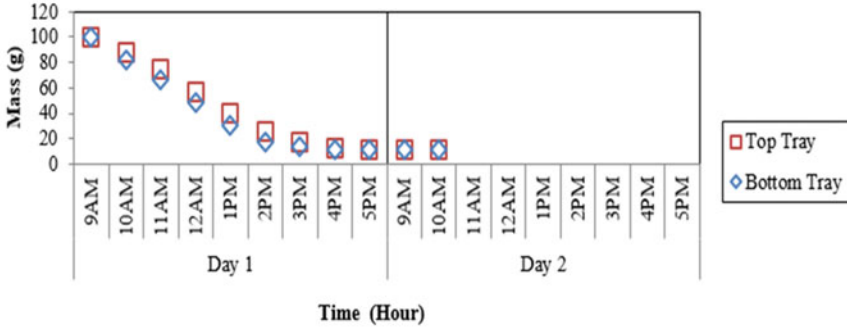 120
100
80
60
40
20
0
Mass (g)
9AM 10AM 11AM 12AM 1PM 2PM 3PM 4PM 5PM 9AM 10AM 11AM 12AM 1PM 2PM 3PM 4PM 5PM
Day 1 Day 2
Time (Hour)
Top Tray
Bottom Tray